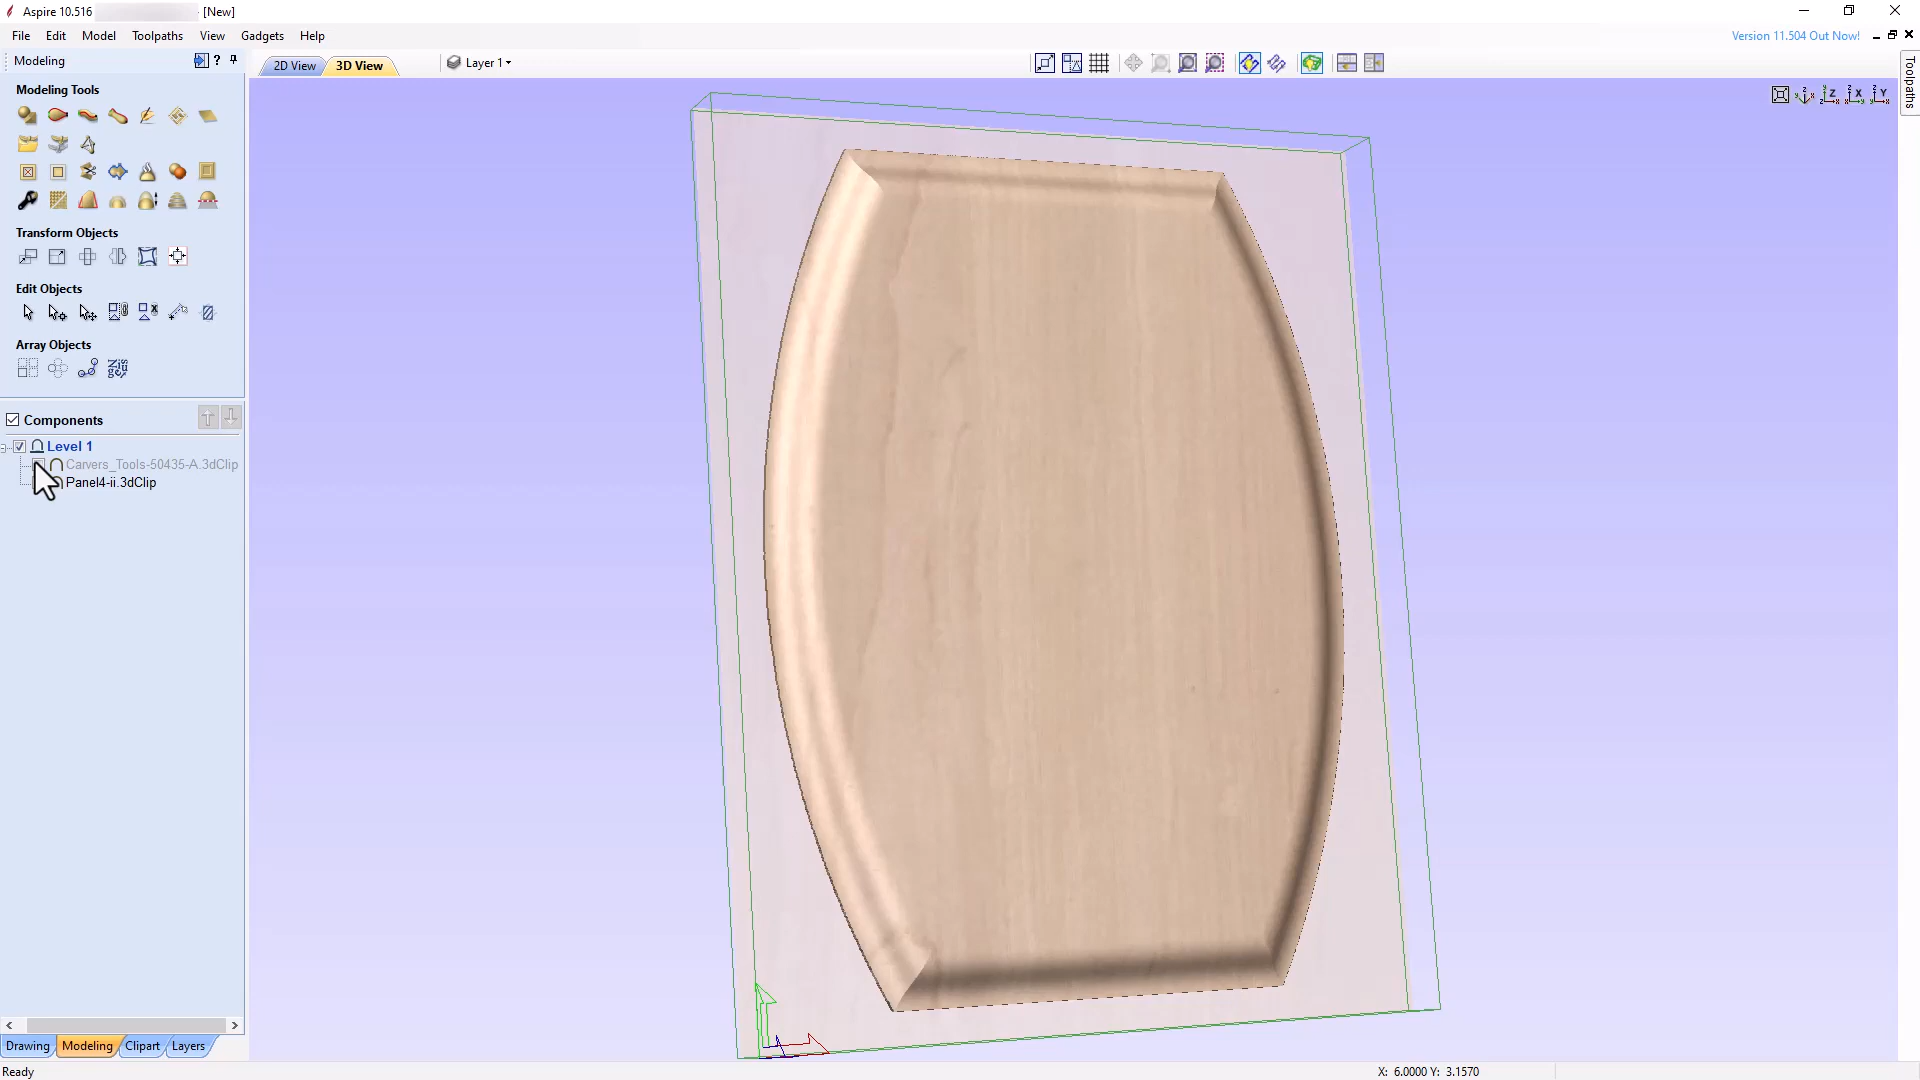 Aspire 10.516 [New]
File Edit Model Toolpaths View Gadgets Help
Version 11.504 Out Now!
Modeling
?
2D View
3D View
Layer 1
Modeling Tools
Z X Y
Toolpaths
Transform Objects
Edit Objects
Array Objects
Components
Level 1
Carvers_Tools-50435-A.3dClip
Panel4-ii.3dClip
Drawing Modeling Clipart Layers
Ready
X: 6.0000 Y: 3.1570